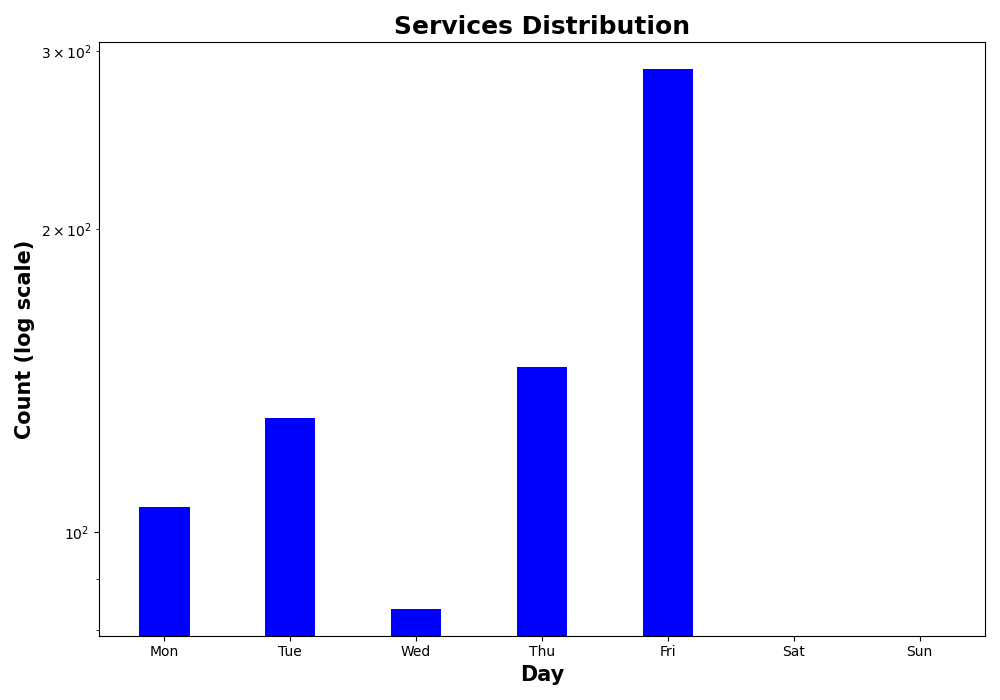 Services Distribution
3 × 10²
2 × 10²
10²
Count (log scale)
Mon Tue Wed Thu Fri Sat Sun
Day